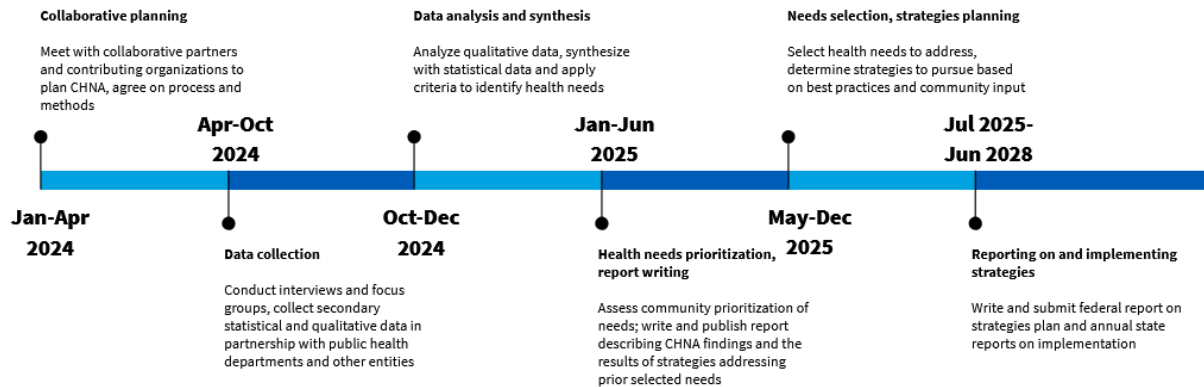 Collaborative planning
Meet with collaborative partners
and contributing organizations to
plan CHNA, agree on process and
methods
Jan-Apr
2024
Apr-Oct
2024
Data collection
Conduct interviews and focus
groups, collect secondary
statistical and qualitative data in
partnership with public health
departments and other entities
Data analysis and synthesis
Analyze qualitative data, synthesize
with statistical data and apply
criteria to identify health needs
Oct-Dec
2024
Jan-Jun
2025
Health needs prioritization,
report writing
Assess community prioritization of
needs; write and publish report
describing CHNA findings and the
results of strategies addressing
prior selected needs
Needs selection, strategies planning
Select health needs to address,
determine strategies to pursue based
on best practices and community input
May-Dec
2025
Jul 2025-
Jun 2028
Reporting on and implementing
strategies
Write and submit federal report on
strategies plan and annual state
reports on implementation